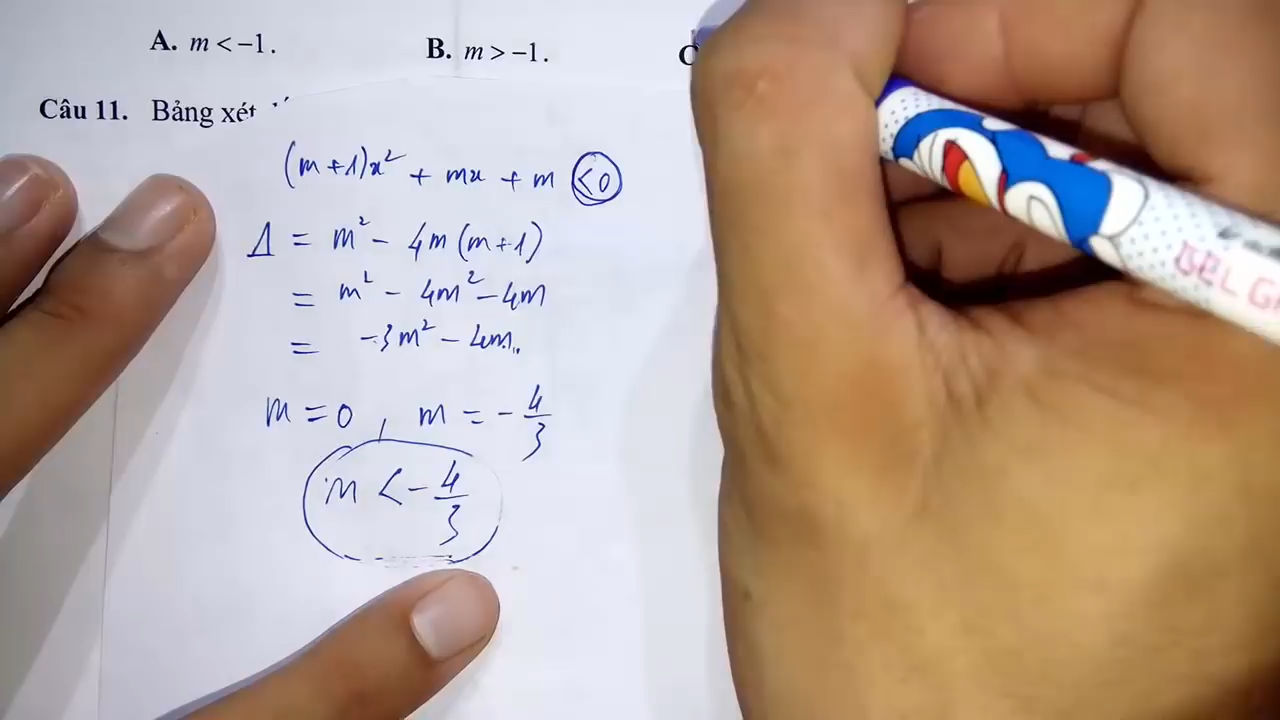 A. m < −1. B. m > −1. C
Câu 11. Bảng xét
(m+1)x² + mx + m <0
Δ = m² - 4m(m+1)
= m² - 4m² - 4m
= -3m² - 4m
m = 0, m = -4/3
m < -4/3
GEL